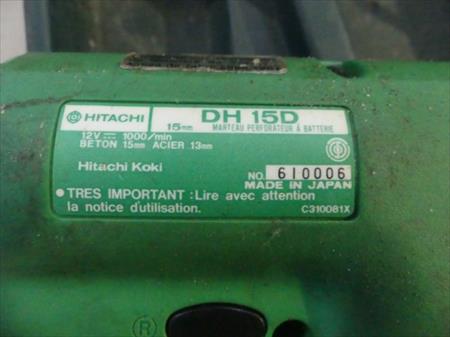 HITACHI DH 15D
15mm MARTEAU PERFORATEUR À BATTERIE
12V⎓ 1000/min
BETON 15mm ACIER 13mm
Hitachi Koki
NO. 610006
MADE IN JAPAN
• TRES IMPORTANT : Lire avec attention
la notice d'utilisation.
C310081X
R